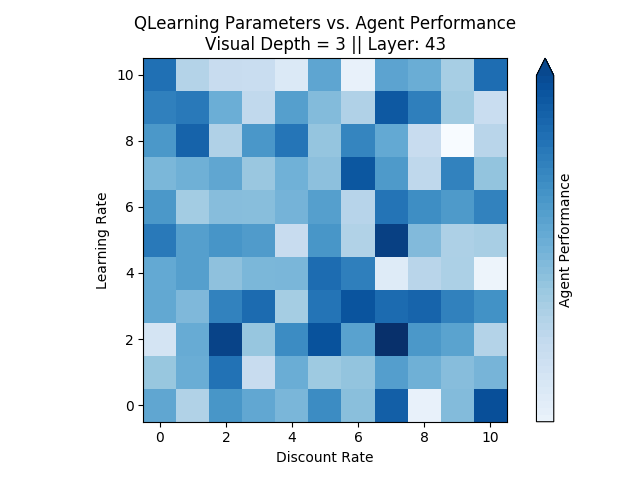 QLearning Parameters vs. Agent Performance
Visual Depth = 3 || Layer: 43
10
8
6
4
2
0
Learning Rate
0 2 4 6 8 10
Discount Rate
Agent Performance